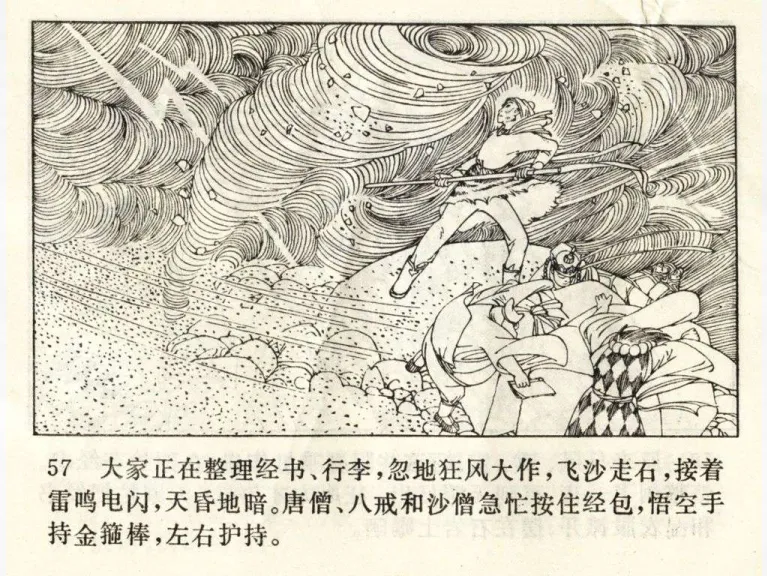 57 大家正在整理经书、行李，忽地狂风大作，飞沙走石，接着
雷鸣电闪，天昏地暗。唐僧、八戒和沙僧急忙按住经包，悟空手
持金箍棒，左右护持。